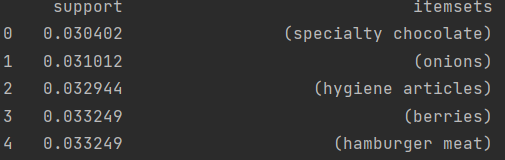 support itemsets
0 0.030402 (specialty chocolate)
1 0.031012 (onions)
2 0.032944 (hygiene articles)
3 0.033249 (berries)
4 0.033249 (hamburger meat)